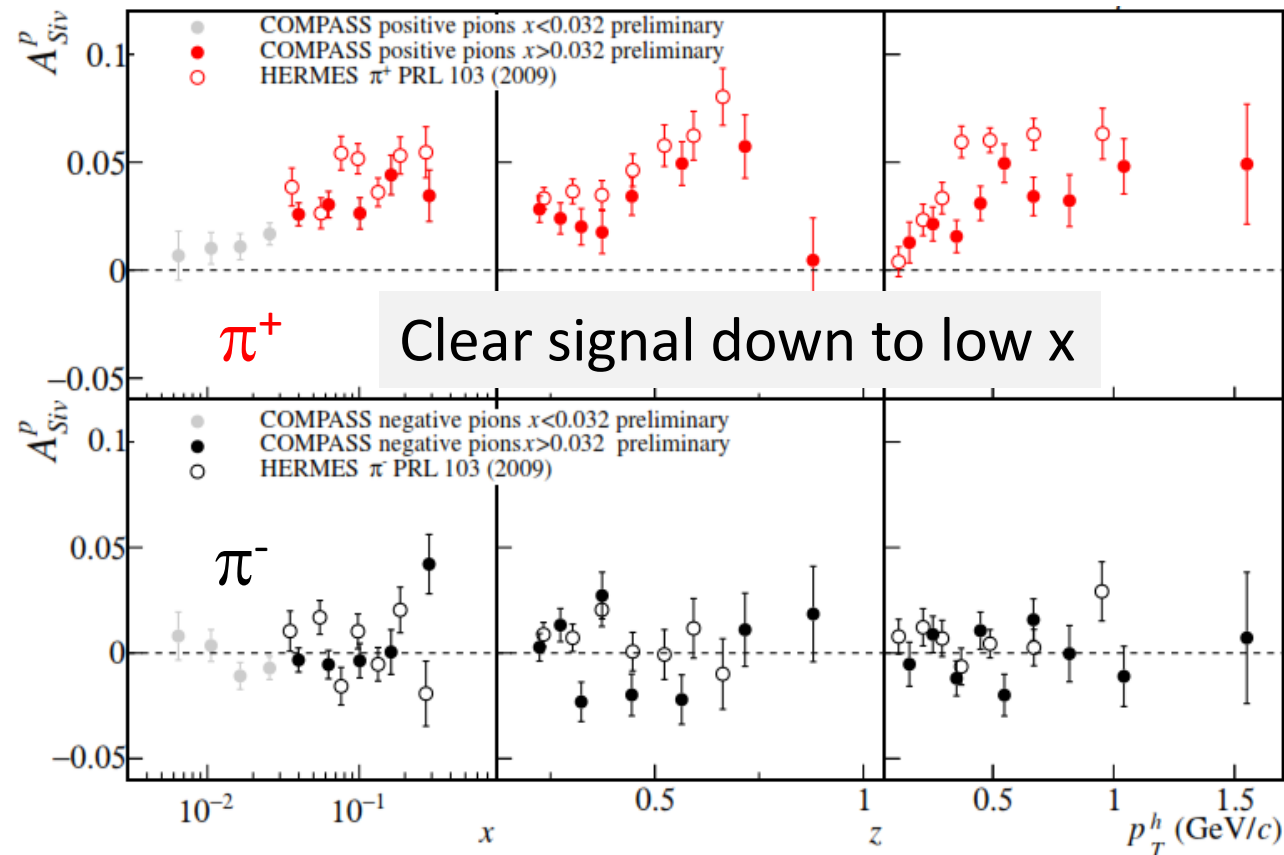 A^p_Siv
COMPASS positive pions x<0.032 preliminary
COMPASS positive pions x>0.032 preliminary
HERMES π⁺ PRL 103 (2009)
0.1
0.05
0
−0.05
π⁺
Clear signal down to low x
A^p_Siv
COMPASS negative pions x<0.032 preliminary
COMPASS negative pions x>0.032 preliminary
HERMES π⁻ PRL 103 (2009)
0.1
0.05
0
−0.05
π⁻
10⁻² 10⁻¹ 0.5 1 0.5 1 1.5
x z p_T^h (GeV/c)